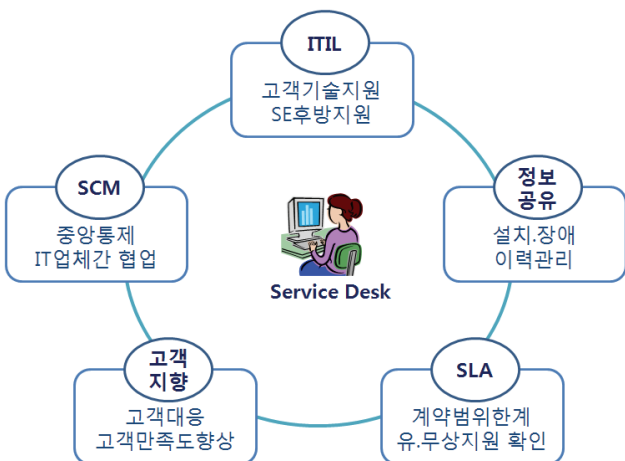 ITIL
고객기술지원
SE후방지원
SCM
중앙통제
IT업체간 협업
정보
공유
설치.장애
이력관리
Service Desk
고객
지향
고객대응
고객만족도향상
SLA
계약범위한계
유.무상지원 확인